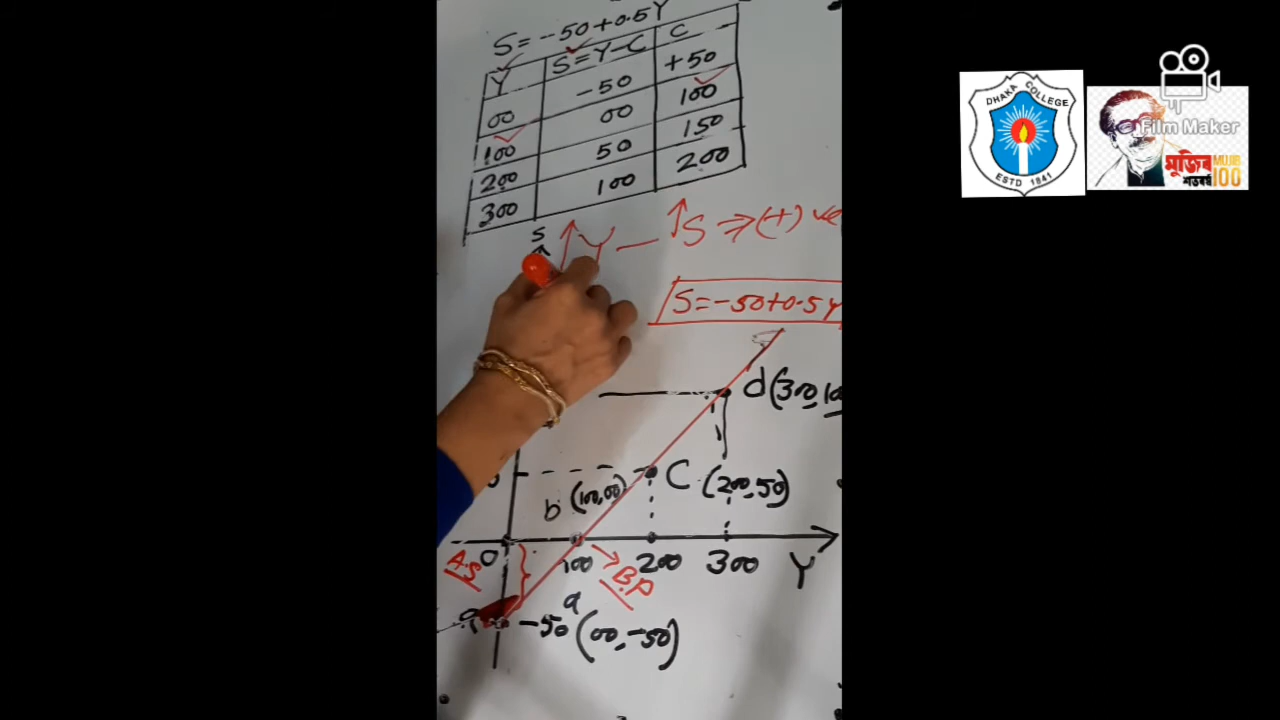 S = -50+0.5Y
Y S=Y-C C
00 -50 +50
100 00 100
200 50 150
300 100 200
S
Y — S ⇒ (+) ve
S=-50+0.5Y
d(300,10
C (200,50)
b (100,00)
0 100 200 300 Y
A.S B.P
a
-50 (00,-50)
DHAKA COLLEGE
ESTD 1841
Film Maker
মুজিব MUJIB
শতবর্ষ 100